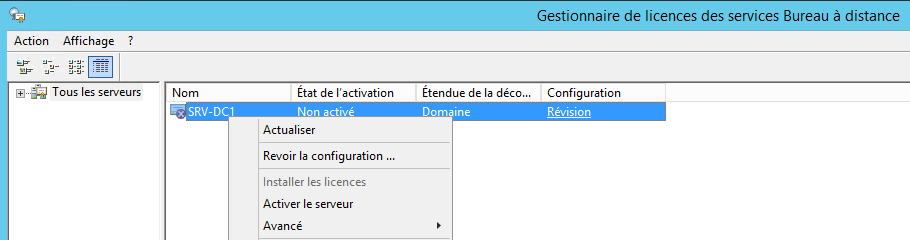 Gestionnaire de licences des services Bureau à distance
Action Affichage ?
Tous les serveurs
Nom État de l'activation Étendue de la déco... Configuration
SRV-DC1 Non activé Domaine Révision
Actualiser
Revoir la configuration ...
Installer les licences
Activer le serveur
Avancé